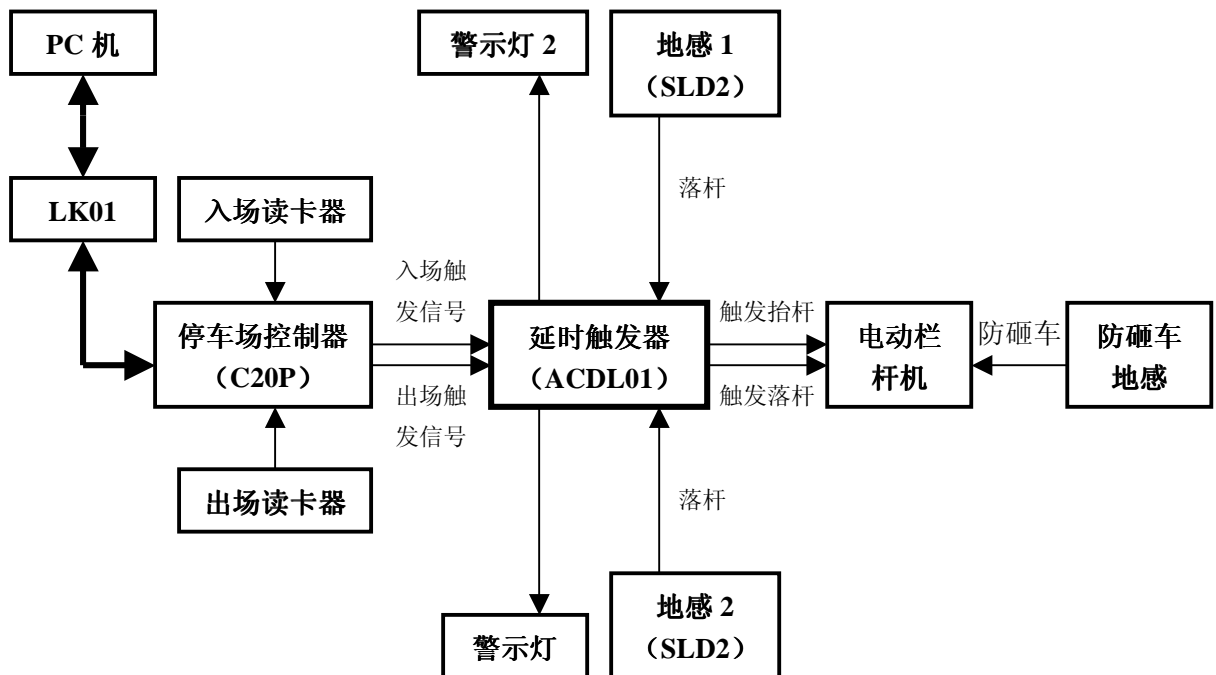 PC 机
警示灯 2
地感 1
（SLD2）
落杆
LK01
入场读卡器
入场触
发信号
停车场控制器
（C20P）
延时触发器
（ACDL01）
触发抬杆
触发落杆
电动栏
杆机
防砸车
防砸车
地感
出场触
发信号
出场读卡器
落杆
警示灯
地感 2
（SLD2）